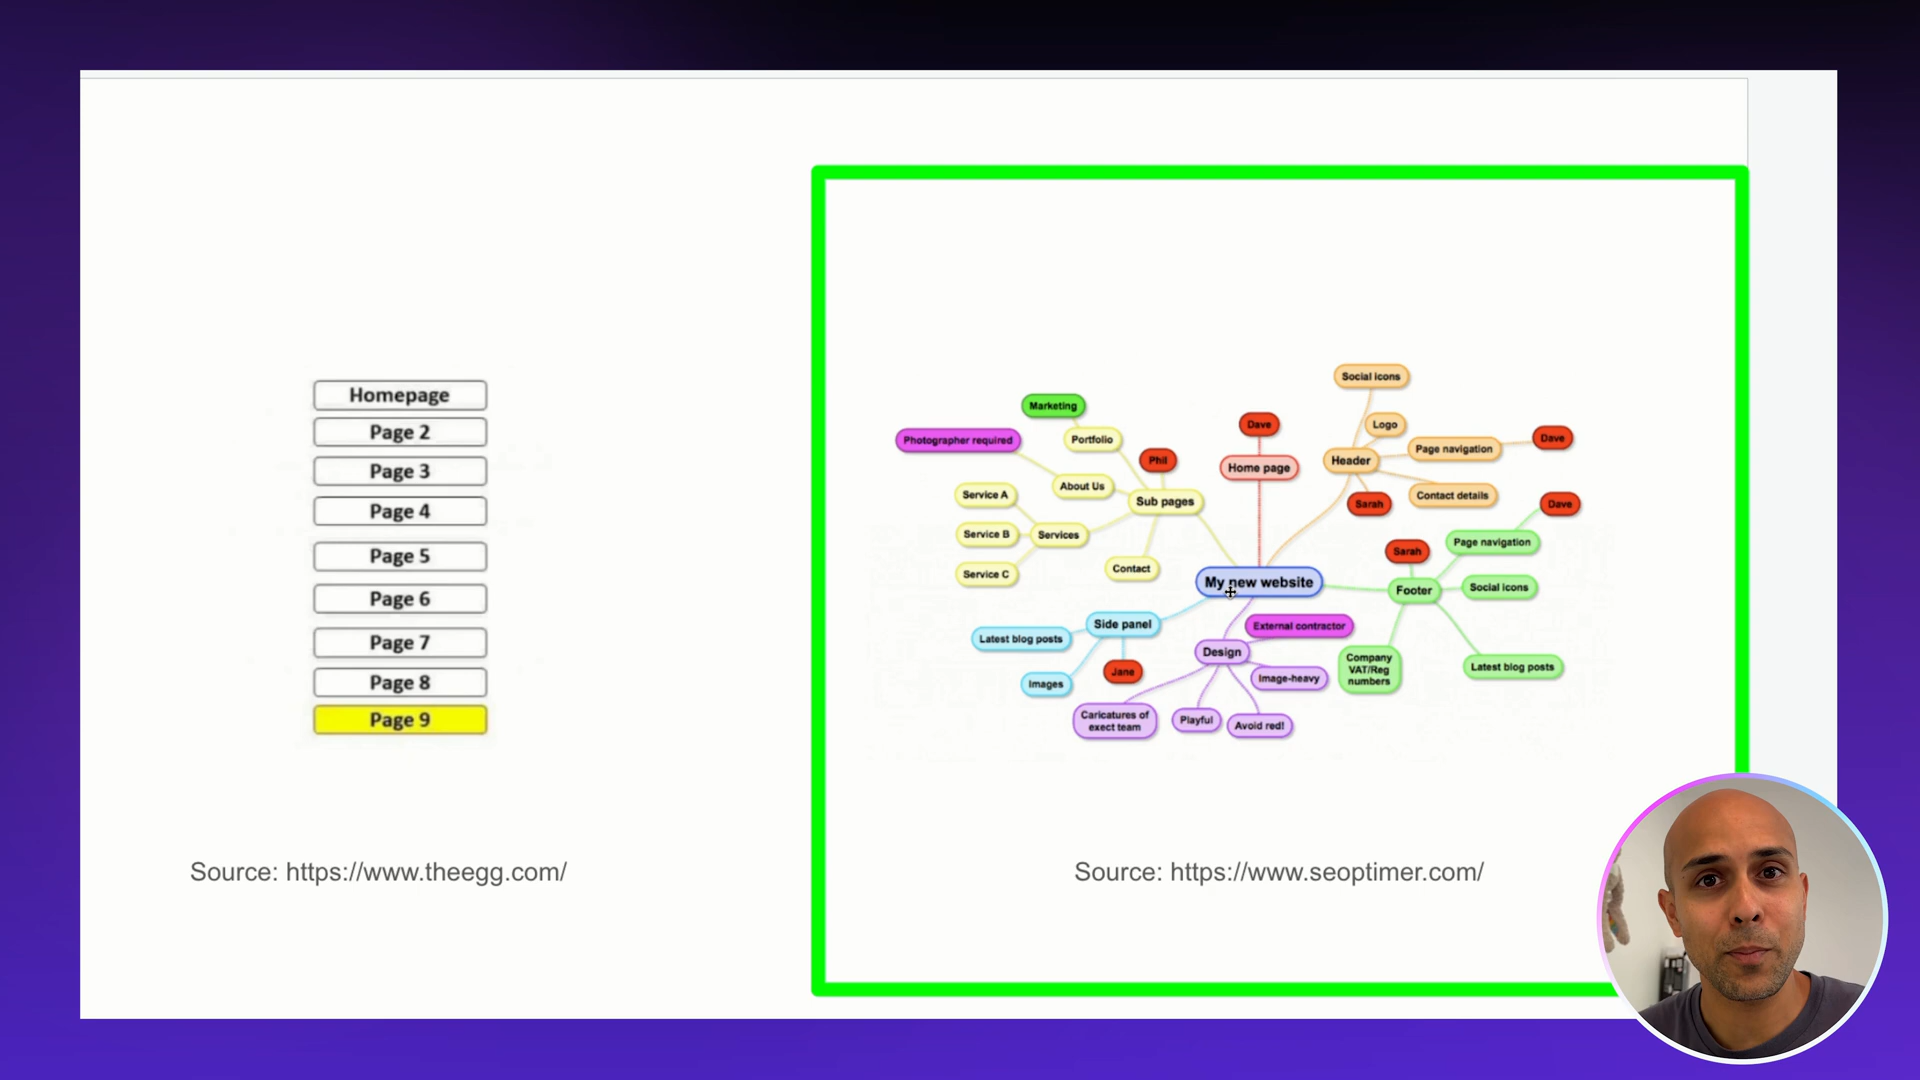 Homepage
Page 2
Page 3
Page 4
Page 5
Page 6
Page 7
Page 8
Page 9
Source: https://www.theegg.com/
Social icons
Marketing
Logo
Dave
Photographer required
Portfolio
Dave
Page navigation
Phil
Home page
Header
About Us
Service A
Sub pages
Sarah
Contact details
Dave
Service B
Services
Page navigation
Sarah
Service C
Contact
My new website
Footer
Social icons
Side panel
External contractor
Latest blog posts
Design
Company
VAT/Reg
numbers
Latest blog posts
Jane
Image-heavy
Images
Caricatures of
exect team
Playful
Avoid red!
Source: https://www.seoptimer.com/